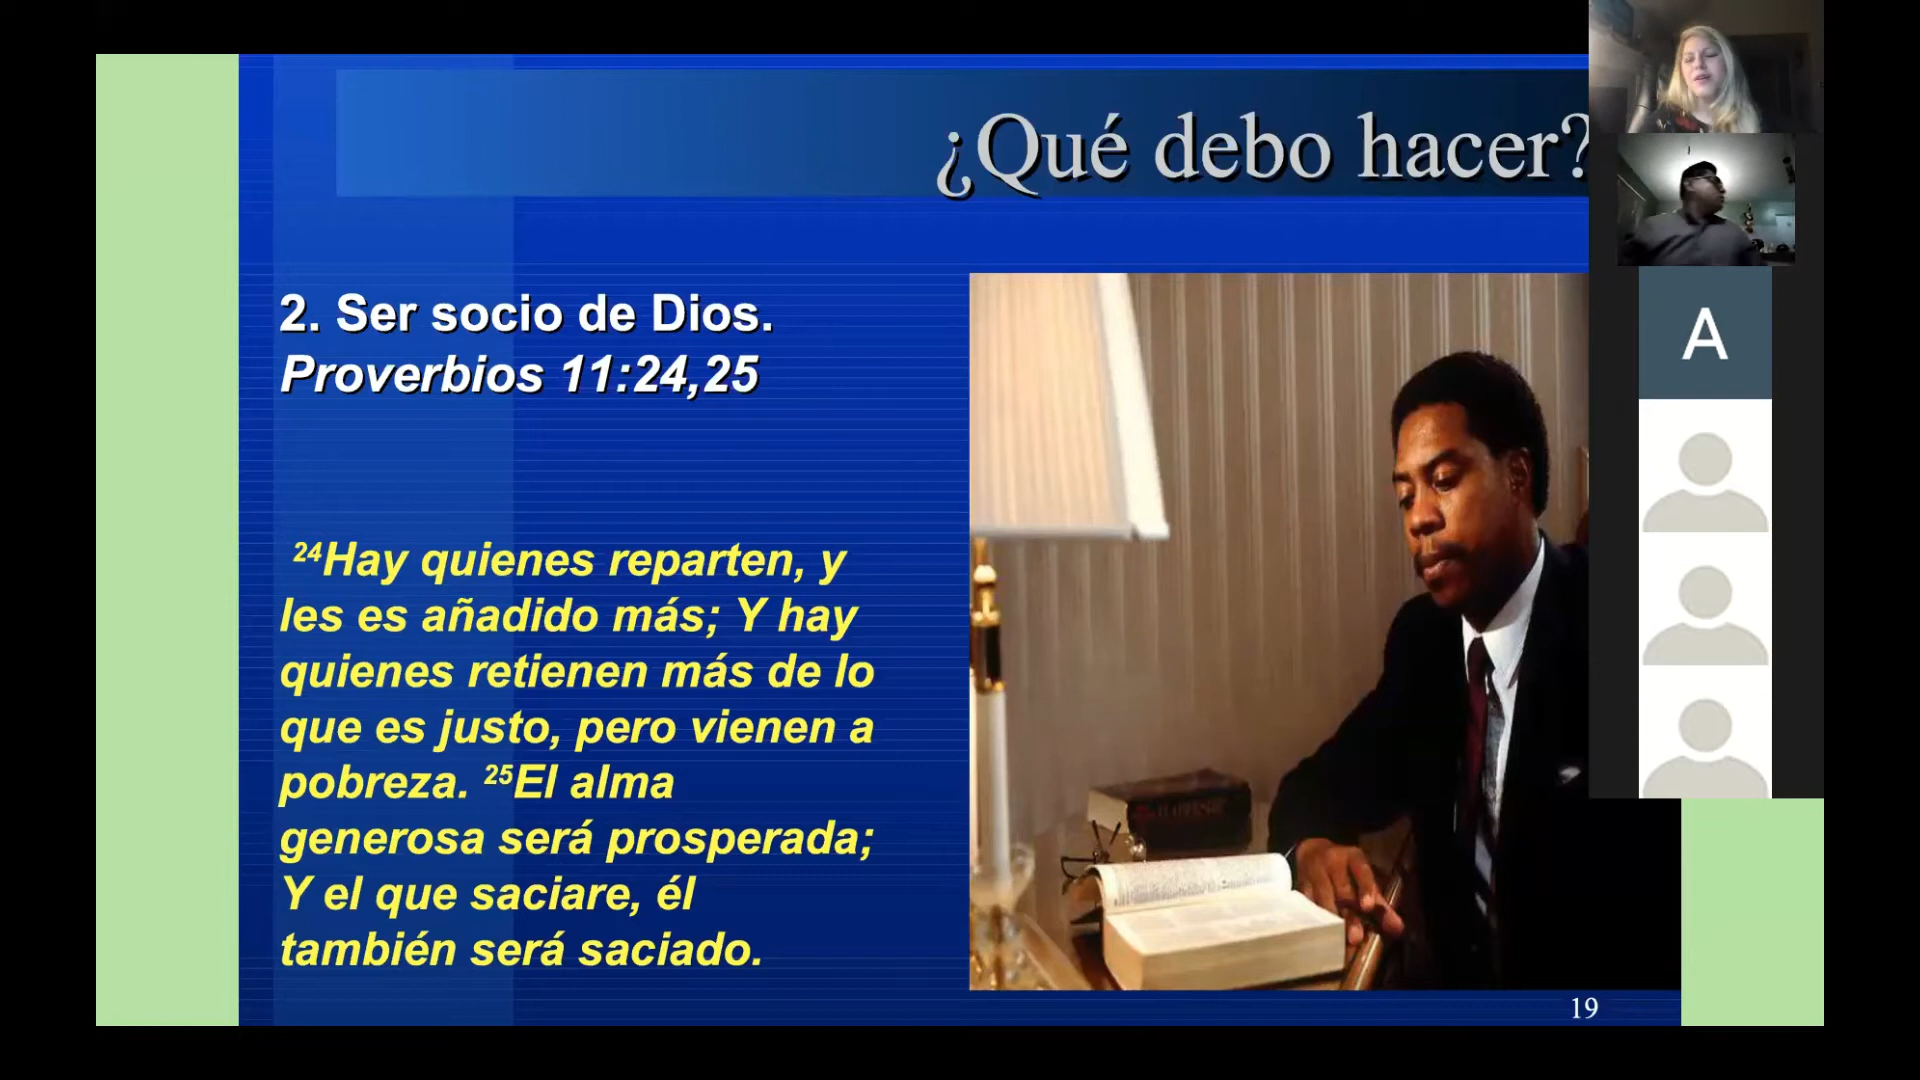 ¿Qué debo hacer?
2. Ser socio de Dios.
Proverbios 11:24,25
24Hay quienes reparten, y
les es añadido más; Y hay
quienes retienen más de lo
que es justo, pero vienen a
pobreza. 25El alma
generosa será prosperada;
Y el que saciare, él
también será saciado.
19
A